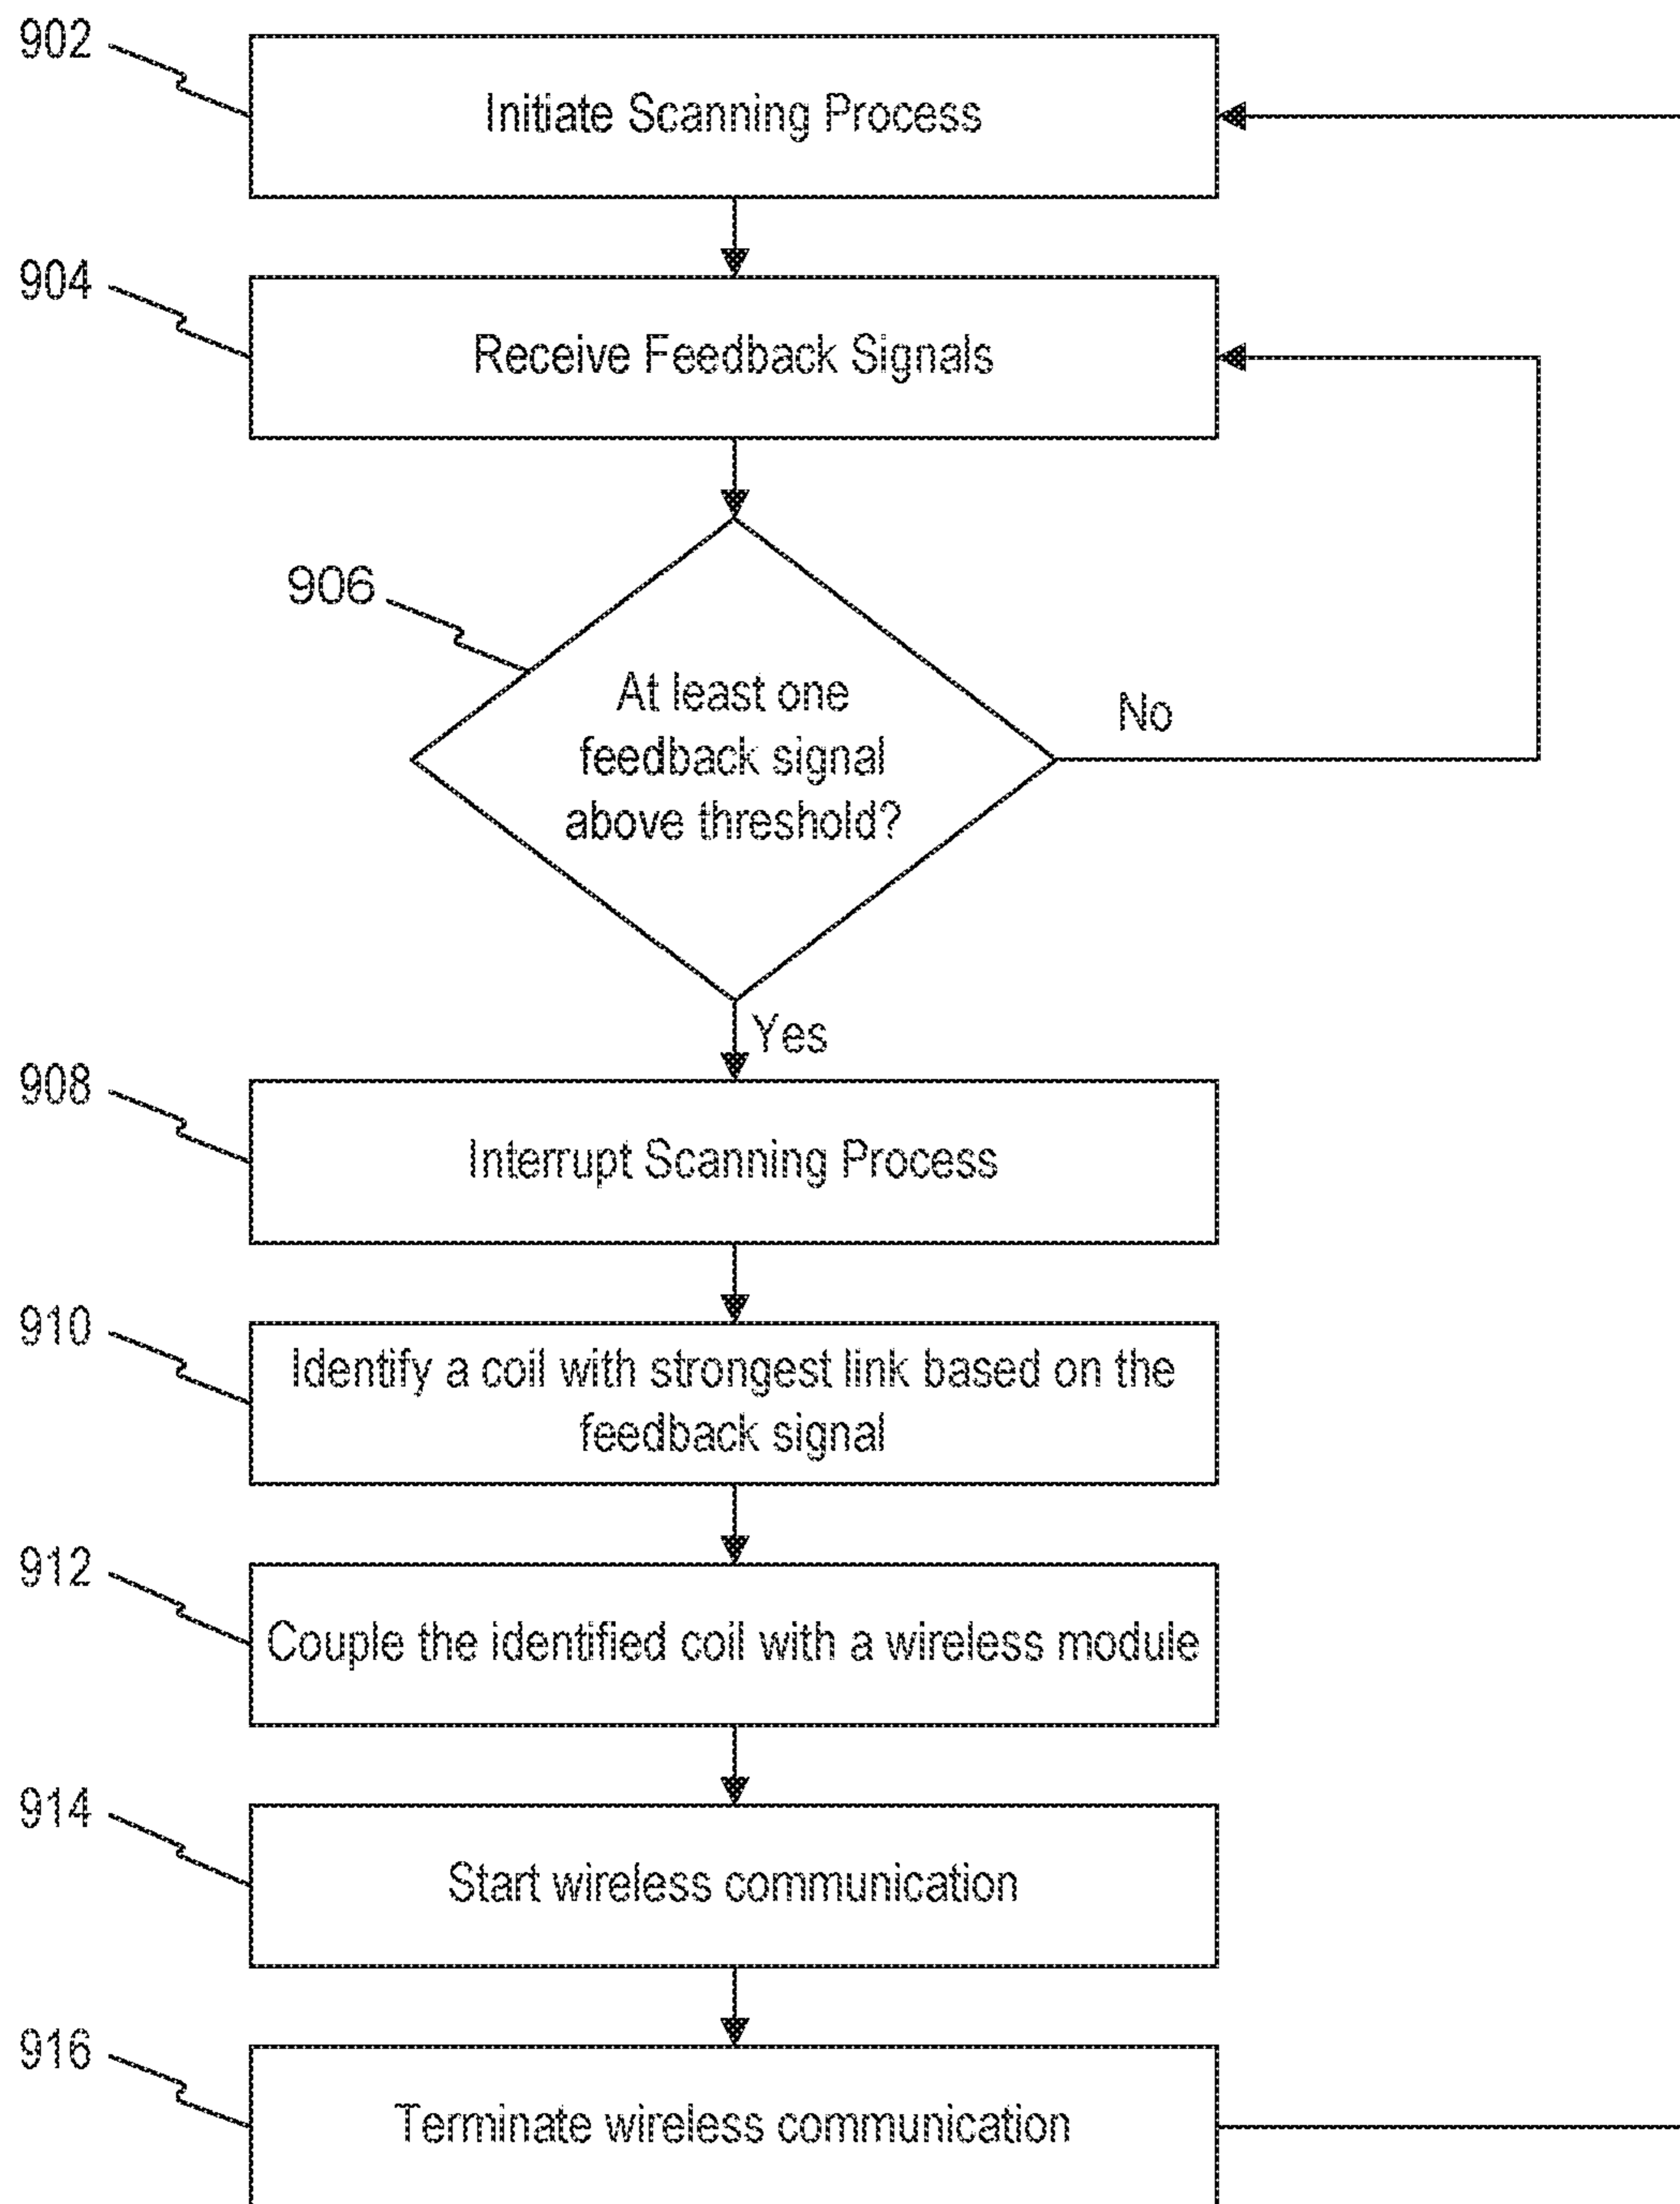 902
Initiate Scanning Process
904
Receive Feedback Signals
906
At least one
feedback signal
above threshold?
No
Yes
908
Interrupt Scanning Process
910
Identify a coil with strongest link based on the
feedback signal
912
Couple the identified coil with a wireless module
914
Start wireless communication
916
Terminate wireless communication